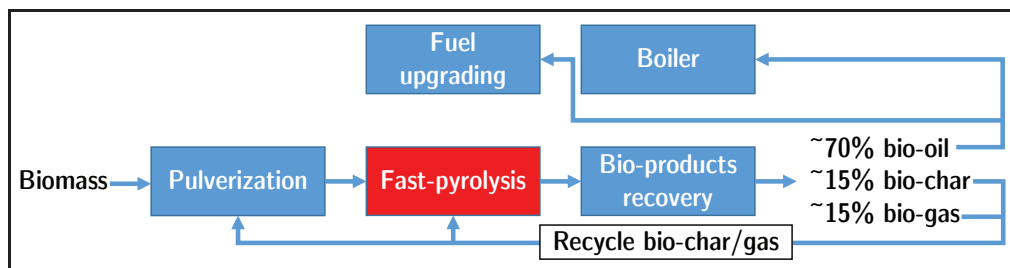 Fuel
upgrading
Boiler
Biomass
Pulverization
Fast-pyrolysis
Bio-products
recovery
~70% bio-oil
~15% bio-char
~15% bio-gas
Recycle bio-char/gas